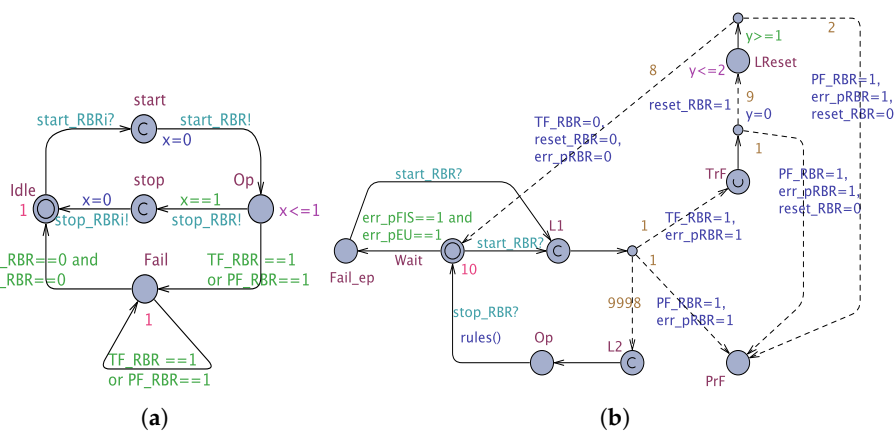 start
start_RBRi?
start_RBR!
x=0
Idle
1
stop
x=0
stop_RBRi!
x==1
stop_RBR!
Op
x<=1
_RBR==0 and
_RBR==0
Fail
1
TF_RBR ==1
or PF_RBR==1
TF_RBR ==1
or PF_RBR==1
(a)
2
8
y>=1
y<=2
LReset
TF_RBR=0,
reset_RBR=0,
err_pRBR=0
reset_RBR=1
9
y=0
PF_RBR=1,
err_pRBR=1,
reset_RBR=0
TrF
1
PF_RBR=1,
err_pRBR=1,
reset_RBR=0
start_RBR?
err_pFIS==1 and
err_pEU==1
Fail_ep
Wait
10
start_RBR?
L1
1
TF_RBR=1,
err_pRBR=1
1
9998
PF_RBR=1,
err_pRBR=1
stop_RBR?
rules()
Op
L2
PrF
(b)